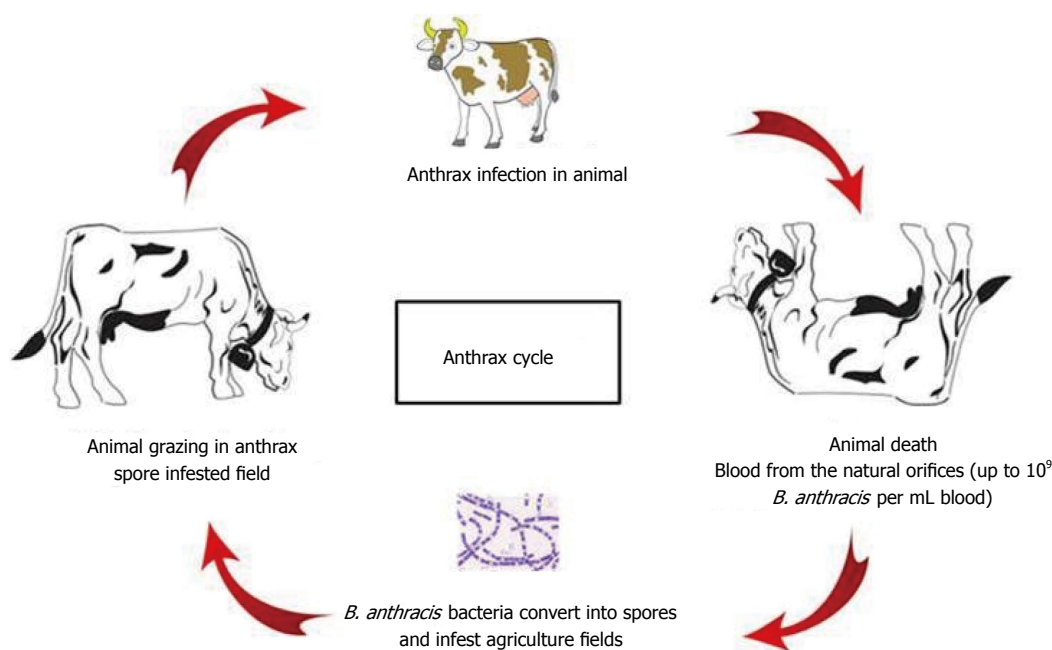 Anthrax infection in animal
Anthrax cycle
Animal grazing in anthrax
spore infested field
Animal death
Blood from the natural orifices (up to 10⁹
B. anthracis per mL blood)
B. anthracis bacteria convert into spores
and infest agriculture fields